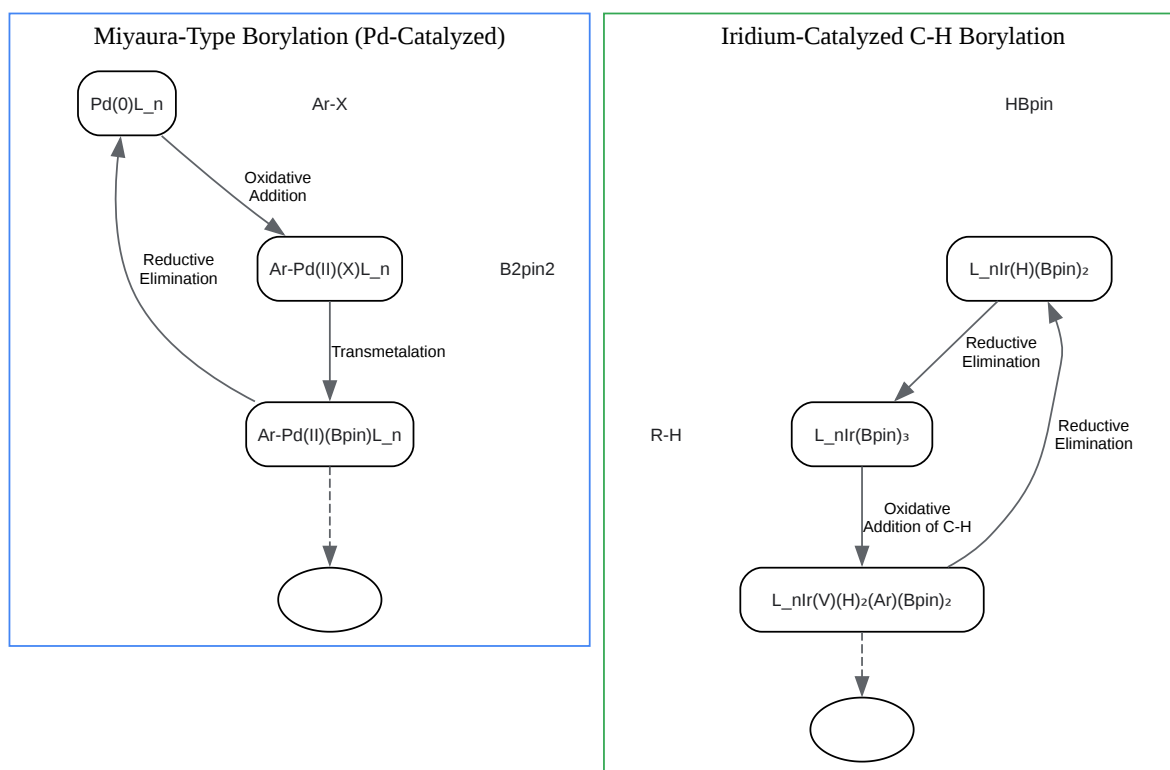 Miyaura-Type Borylation (Pd-Catalyzed)
Pd(0)L_n
Ar-X
Oxidative
Addition
Reductive
Elimination
Ar-Pd(II)(X)L_n
B2pin2
Transmetalation
Ar-Pd(II)(Bpin)L_n
Iridium-Catalyzed C-H Borylation
HBpin
L_nIr(H)(Bpin)₂
Reductive
Elimination
R-H
L_nIr(Bpin)₃
Reductive
Elimination
Oxidative
Addition of C-H
L_nIr(V)(H)₂(Ar)(Bpin)₂